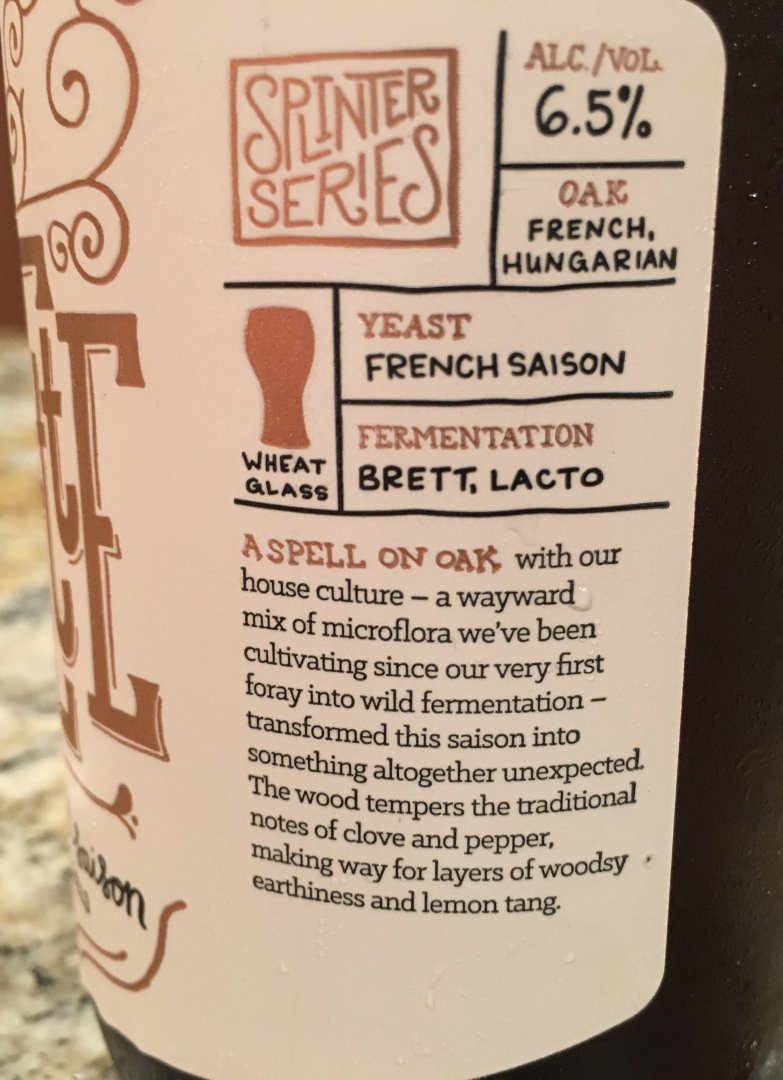 SPLINTER
SERIES
ALC./VOL.
6.5%
OAK
FRENCH,
HUNGARIAN
WHEAT
GLASS
YEAST
FRENCH SAISON
FERMENTATION
BRETT, LACTO
A SPELL ON OAK with our
house culture – a wayward
mix of microflora we've been
cultivating since our very first
foray into wild fermentation –
transformed this saison into
something altogether unexpected.
The wood tempers the traditional
notes of clove and pepper,
making way for layers of woodsy
earthiness and lemon tang.